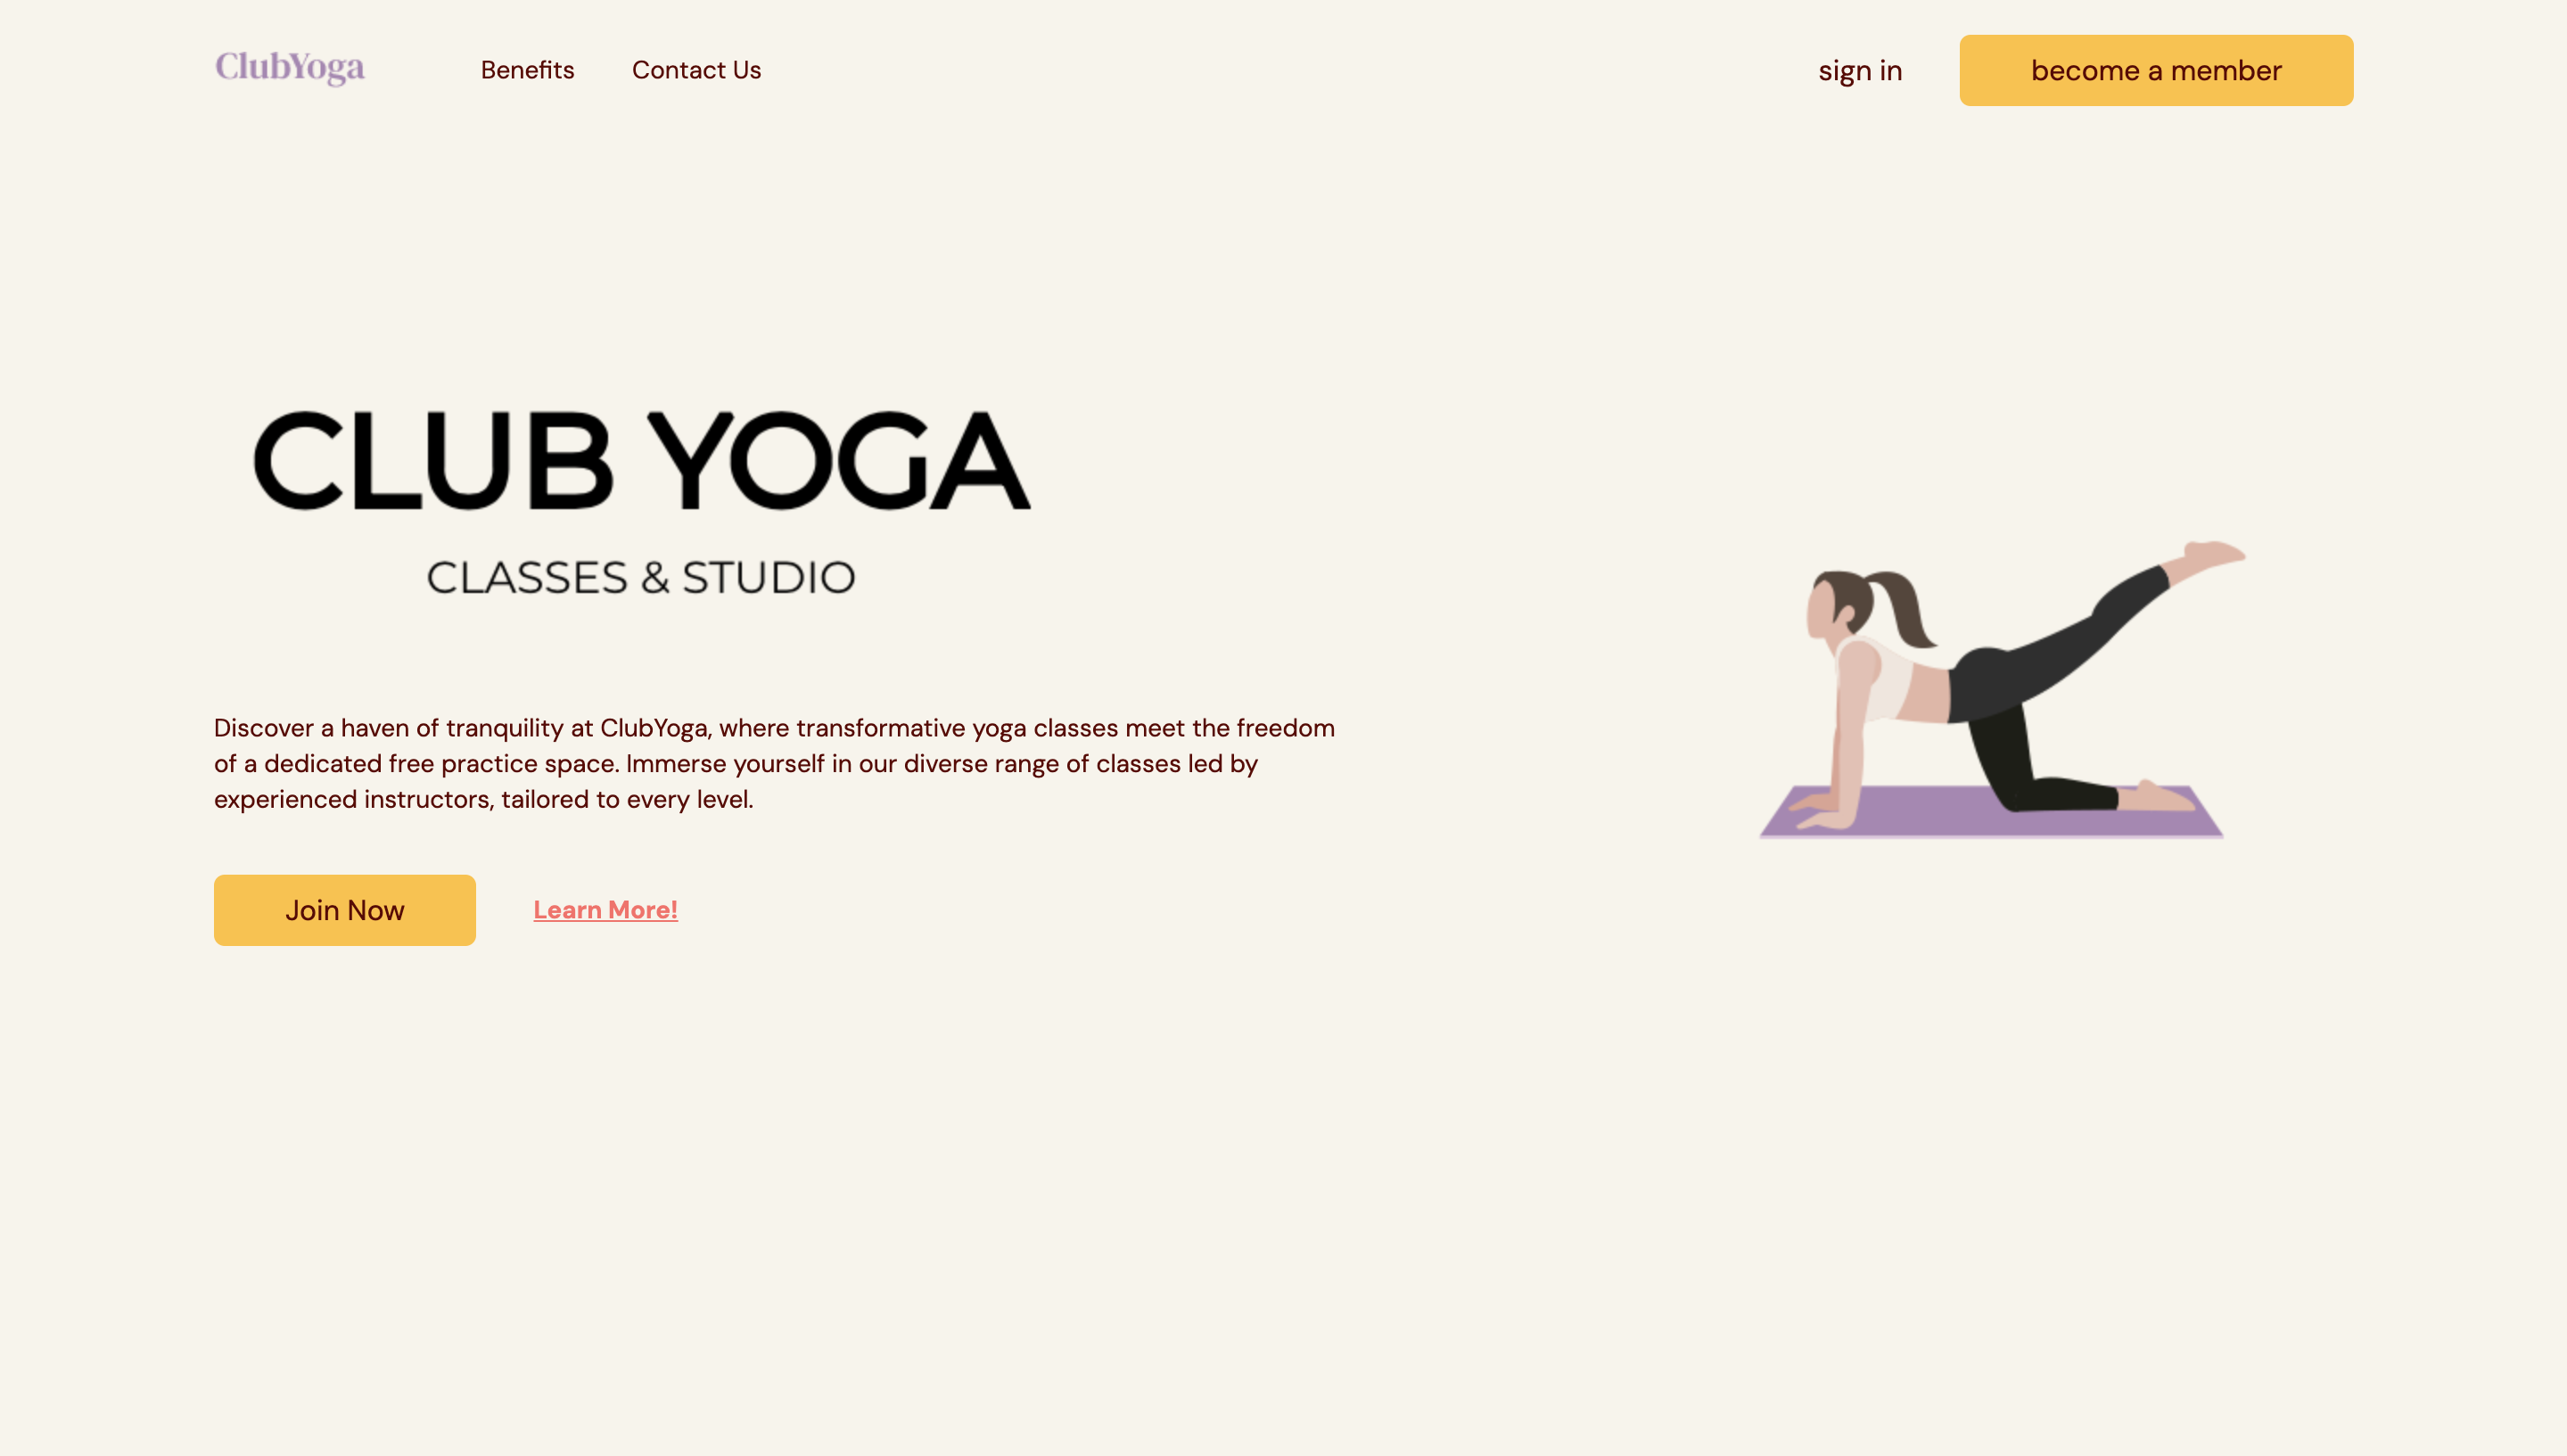 ClubYoga
Benefits
Contact Us
sign in
become a member
CLUB YOGA
CLASSES & STUDIO
Discover a haven of tranquility at ClubYoga, where transformative yoga classes meet the freedom
of a dedicated free practice space. Immerse yourself in our diverse range of classes led by
experienced instructors, tailored to every level.
Join Now
Learn More!